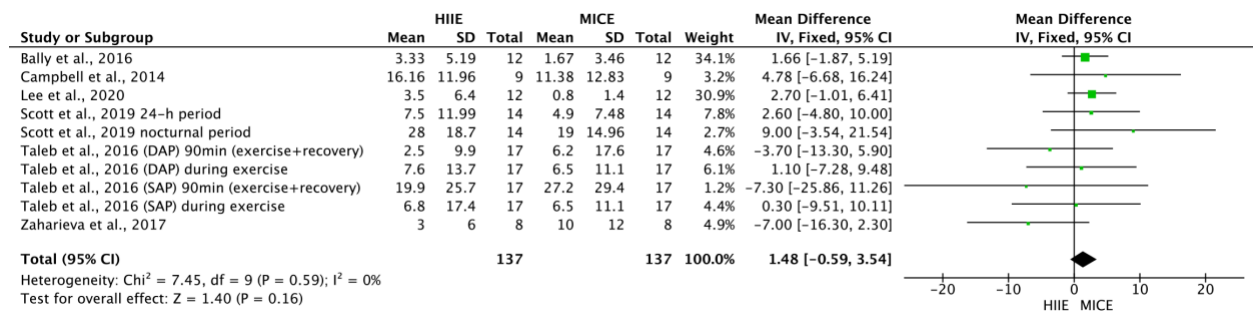 HIIE MICE Mean Difference Mean Difference
Study or Subgroup Mean SD Total Mean SD Total Weight IV, Fixed, 95% CI IV, Fixed, 95% CI
Bally et al., 2016 3.33 5.19 12 1.67 3.46 12 34.1% 1.66 [-1.87, 5.19]
Campbell et al., 2014 16.16 11.96 9 11.38 12.83 9 3.2% 4.78 [-6.68, 16.24]
Lee et al., 2020 3.5 6.4 12 0.8 1.4 12 30.9% 2.70 [-1.01, 6.41]
Scott et al., 2019 24-h period 7.5 11.99 14 4.9 7.48 14 7.8% 2.60 [-4.80, 10.00]
Scott et al., 2019 nocturnal period 28 18.7 14 19 14.96 14 2.7% 9.00 [-3.54, 21.54]
Taleb et al., 2016 (DAP) 90min (exercise+recovery) 2.5 9.9 17 6.2 17.6 17 4.6% -3.70 [-13.30, 5.90]
Taleb et al., 2016 (DAP) during exercise 7.6 13.7 17 6.5 11.1 17 6.1% 1.10 [-7.28, 9.48]
Taleb et al., 2016 (SAP) 90min (exercise+recovery) 19.9 25.7 17 27.2 29.4 17 1.2% -7.30 [-25.86, 11.26]
Taleb et al., 2016 (SAP) during exercise 6.8 17.4 17 6.5 11.1 17 4.4% 0.30 [-9.51, 10.11]
Zaharieva et al., 2017 3 6 8 10 12 8 4.9% -7.00 [-16.30, 2.30]
Total (95% CI) 137 137 100.0% 1.48 [-0.59, 3.54]
Heterogeneity: Chi² = 7.45, df = 9 (P = 0.59); I² = 0%
Test for overall effect: Z = 1.40 (P = 0.16)
-20 -10 0 10 20
HIIE MICE